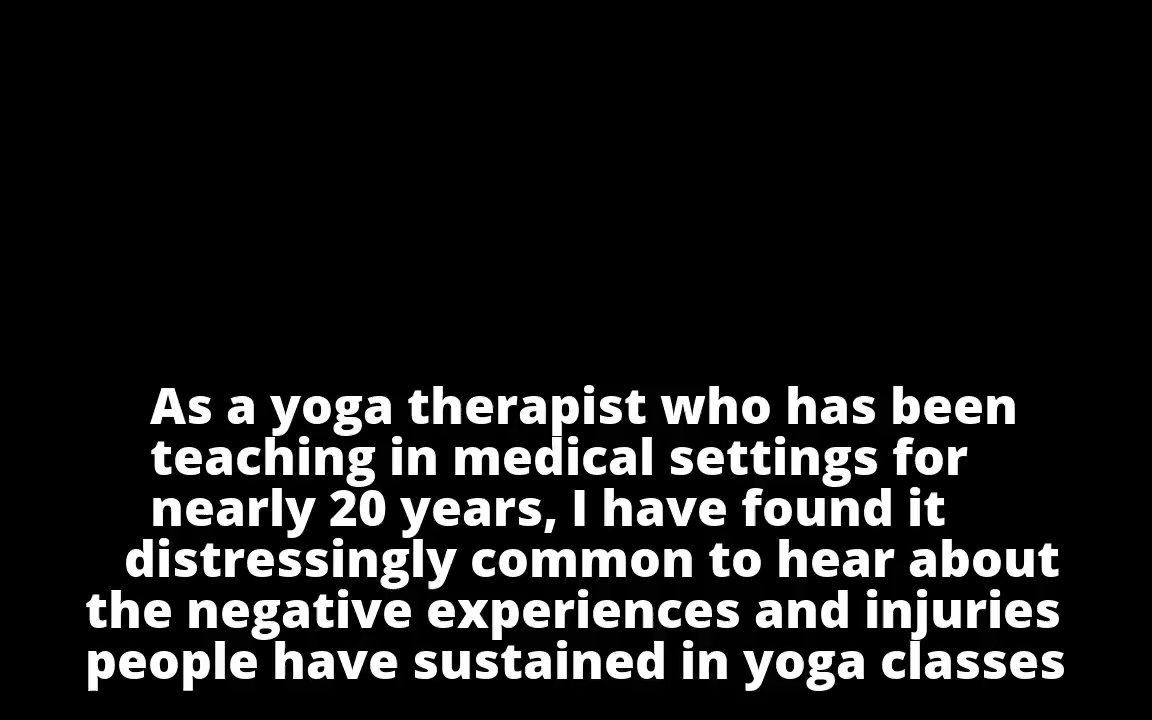 As a yoga therapist who has been
teaching in medical settings for
nearly 20 years, I have found it
distressingly common to hear about
the negative experiences and injuries
people have sustained in yoga classes